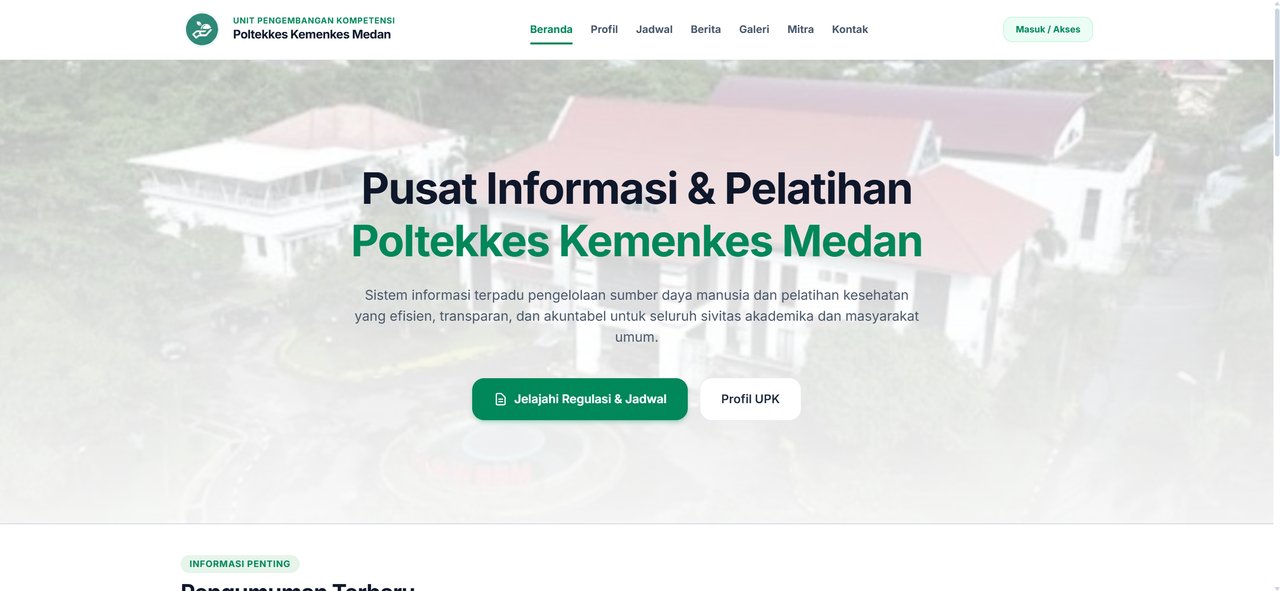 UNIT PENGEMBANGAN KOMPETENSI
Poltekkes Kemenkes Medan
Beranda
Profil
Jadwal
Berita
Galeri
Mitra
Kontak
Masuk / Akses
Pusat Informasi & Pelatihan
Poltekkes Kemenkes Medan
Sistem informasi terpadu pengelolaan sumber daya manusia dan pelatihan kesehatan
yang efisien, transparan, dan akuntabel untuk seluruh sivitas akademika dan masyarakat
umum.
Jelajahi Regulasi & Jadwal
Profil UPK
INFORMASI PENTING
Pengumuman Terbaru